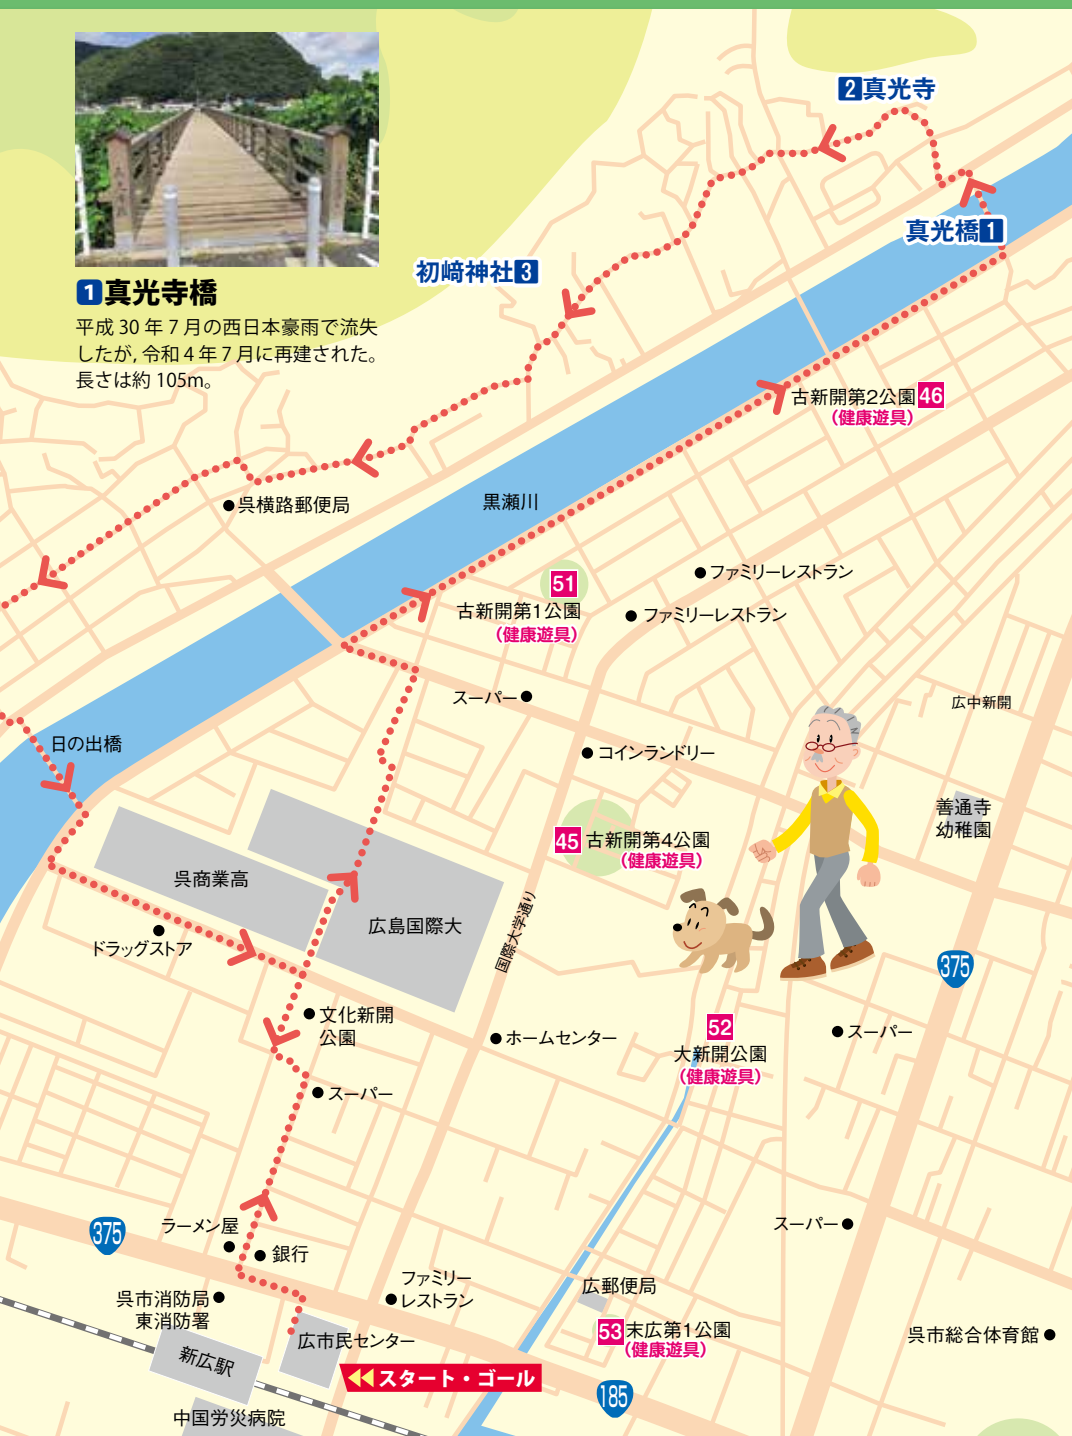 1真光寺橋
平成30年7月の西日本豪雨で流失
したが，令和4年7月に再建された。
長さは約105m。
2真光寺
真光橋1
初﨑神社3
古新開第2公園46
（健康遊具）
呉横路郵便局
黒瀬川
51
古新開第1公園
（健康遊具）
ファミリーレストラン
ファミリーレストラン
スーパー
広中新開
日の出橋
コインランドリー
善通寺
幼稚園
45古新開第4公園
（健康遊具）
呉商業高
広島国際大
国際大学通り
ドラッグストア
375
文化新開
公園
ホームセンター
52
大新開公園
（健康遊具）
スーパー
スーパー
375
ラーメン屋
銀行
スーパー
呉市消防局
東消防署
ファミリー
レストラン
広郵便局
広市民センター
53末広第1公園
（健康遊具）
呉市総合体育館
新広駅
スタート・ゴール
185
中国労災病院